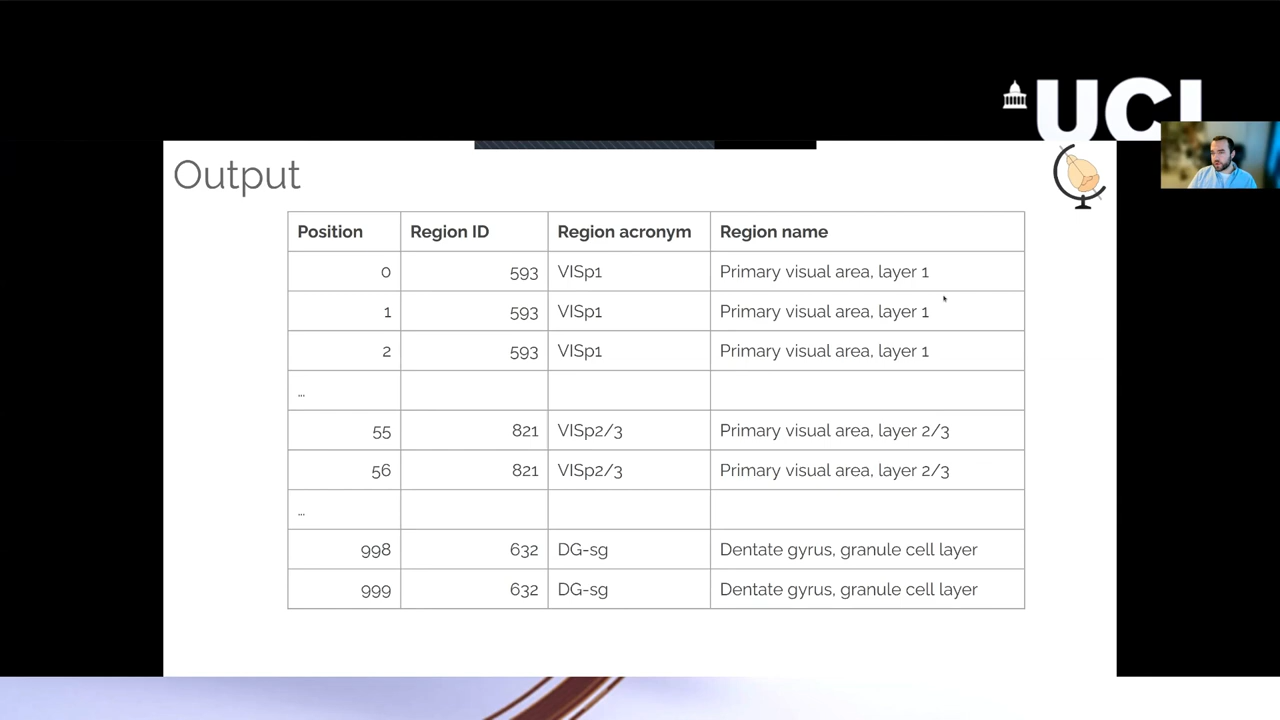 UCL
Output
Position Region ID Region acronym Region name
0 593 VISp1 Primary visual area, layer 1
1 593 VISp1 Primary visual area, layer 1
2 593 VISp1 Primary visual area, layer 1
...
55 821 VISp2/3 Primary visual area, layer 2/3
56 821 VISp2/3 Primary visual area, layer 2/3
...
998 632 DG-sg Dentate gyrus, granule cell layer
999 632 DG-sg Dentate gyrus, granule cell layer